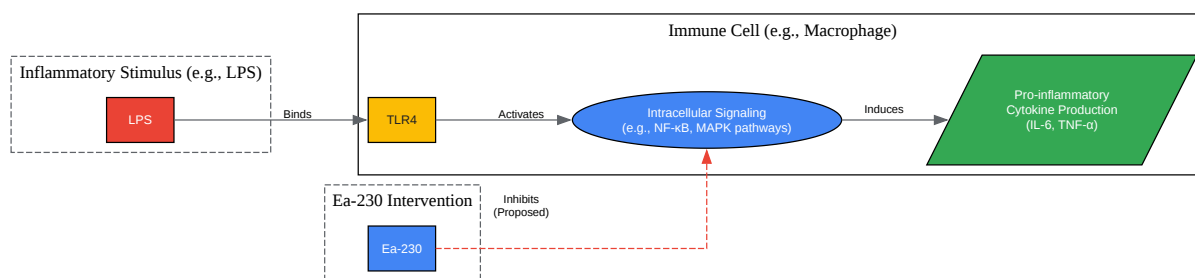 Immune Cell (e.g., Macrophage)
Inflammatory Stimulus (e.g., LPS)
LPS
Binds
TLR4
Activates
Intracellular Signaling
(e.g., NF-κB, MAPK pathways)
Induces
Pro-inflammatory
Cytokine Production
(IL-6, TNF-α)
Ea-230 Intervention
Inhibits
(Proposed)
Ea-230